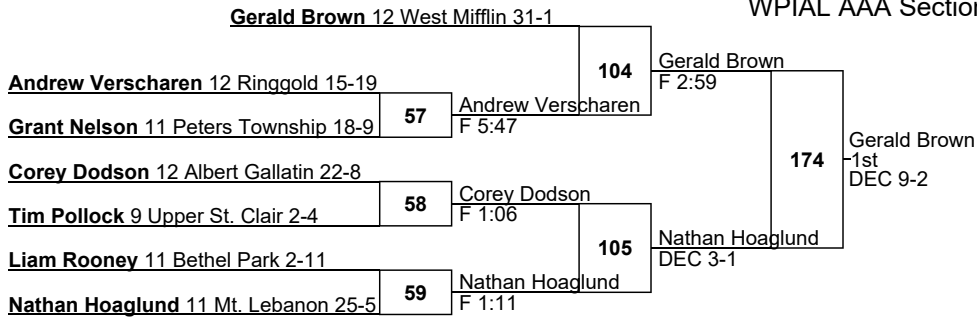 WPIAL AAA Section
Gerald Brown 12 West Mifflin 31-1
104
Gerald Brown
F 2:59
Andrew Verscharen 12 Ringgold 15-19
57
Andrew Verscharen
F 5:47
Grant Nelson 11 Peters Township 18-9
174
Gerald Brown
1st
DEC 9-2
Corey Dodson 12 Albert Gallatin 22-8
58
Corey Dodson
F 1:06
Tim Pollock 9 Upper St. Clair 2-4
105
Nathan Hoaglund
DEC 3-1
Liam Rooney 11 Bethel Park 2-11
59
Nathan Hoaglund
F 1:11
Nathan Hoaglund 11 Mt. Lebanon 25-5